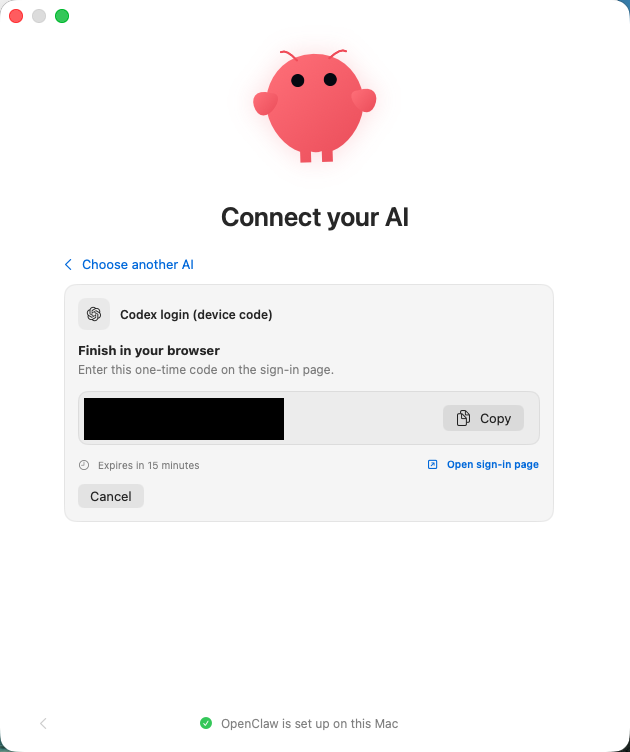 Connect your AI
Choose another AI
Codex login (device code)
Finish in your browser
Enter this one-time code on the sign-in page.
Copy
Expires in 15 minutes
Open sign-in page
Cancel
OpenClaw is set up on this Mac